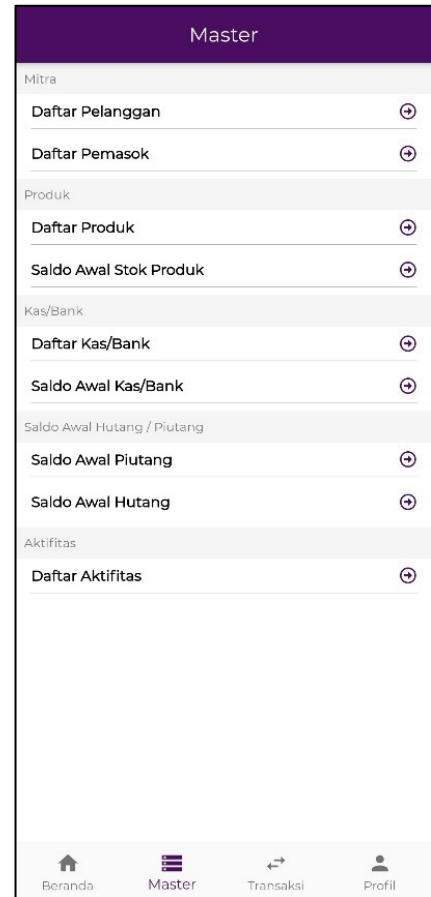 Master
Mitra
Daftar Pelanggan
Daftar Pemasok
Produk
Daftar Produk
Saldo Awal Stok Produk
Kas/Bank
Daftar Kas/Bank
Saldo Awal Kas/Bank
Saldo Awal Hutang / Piutang
Saldo Awal Piutang
Saldo Awal Hutang
Aktifitas
Daftar Aktifitas
Beranda Master Transaksi Profil